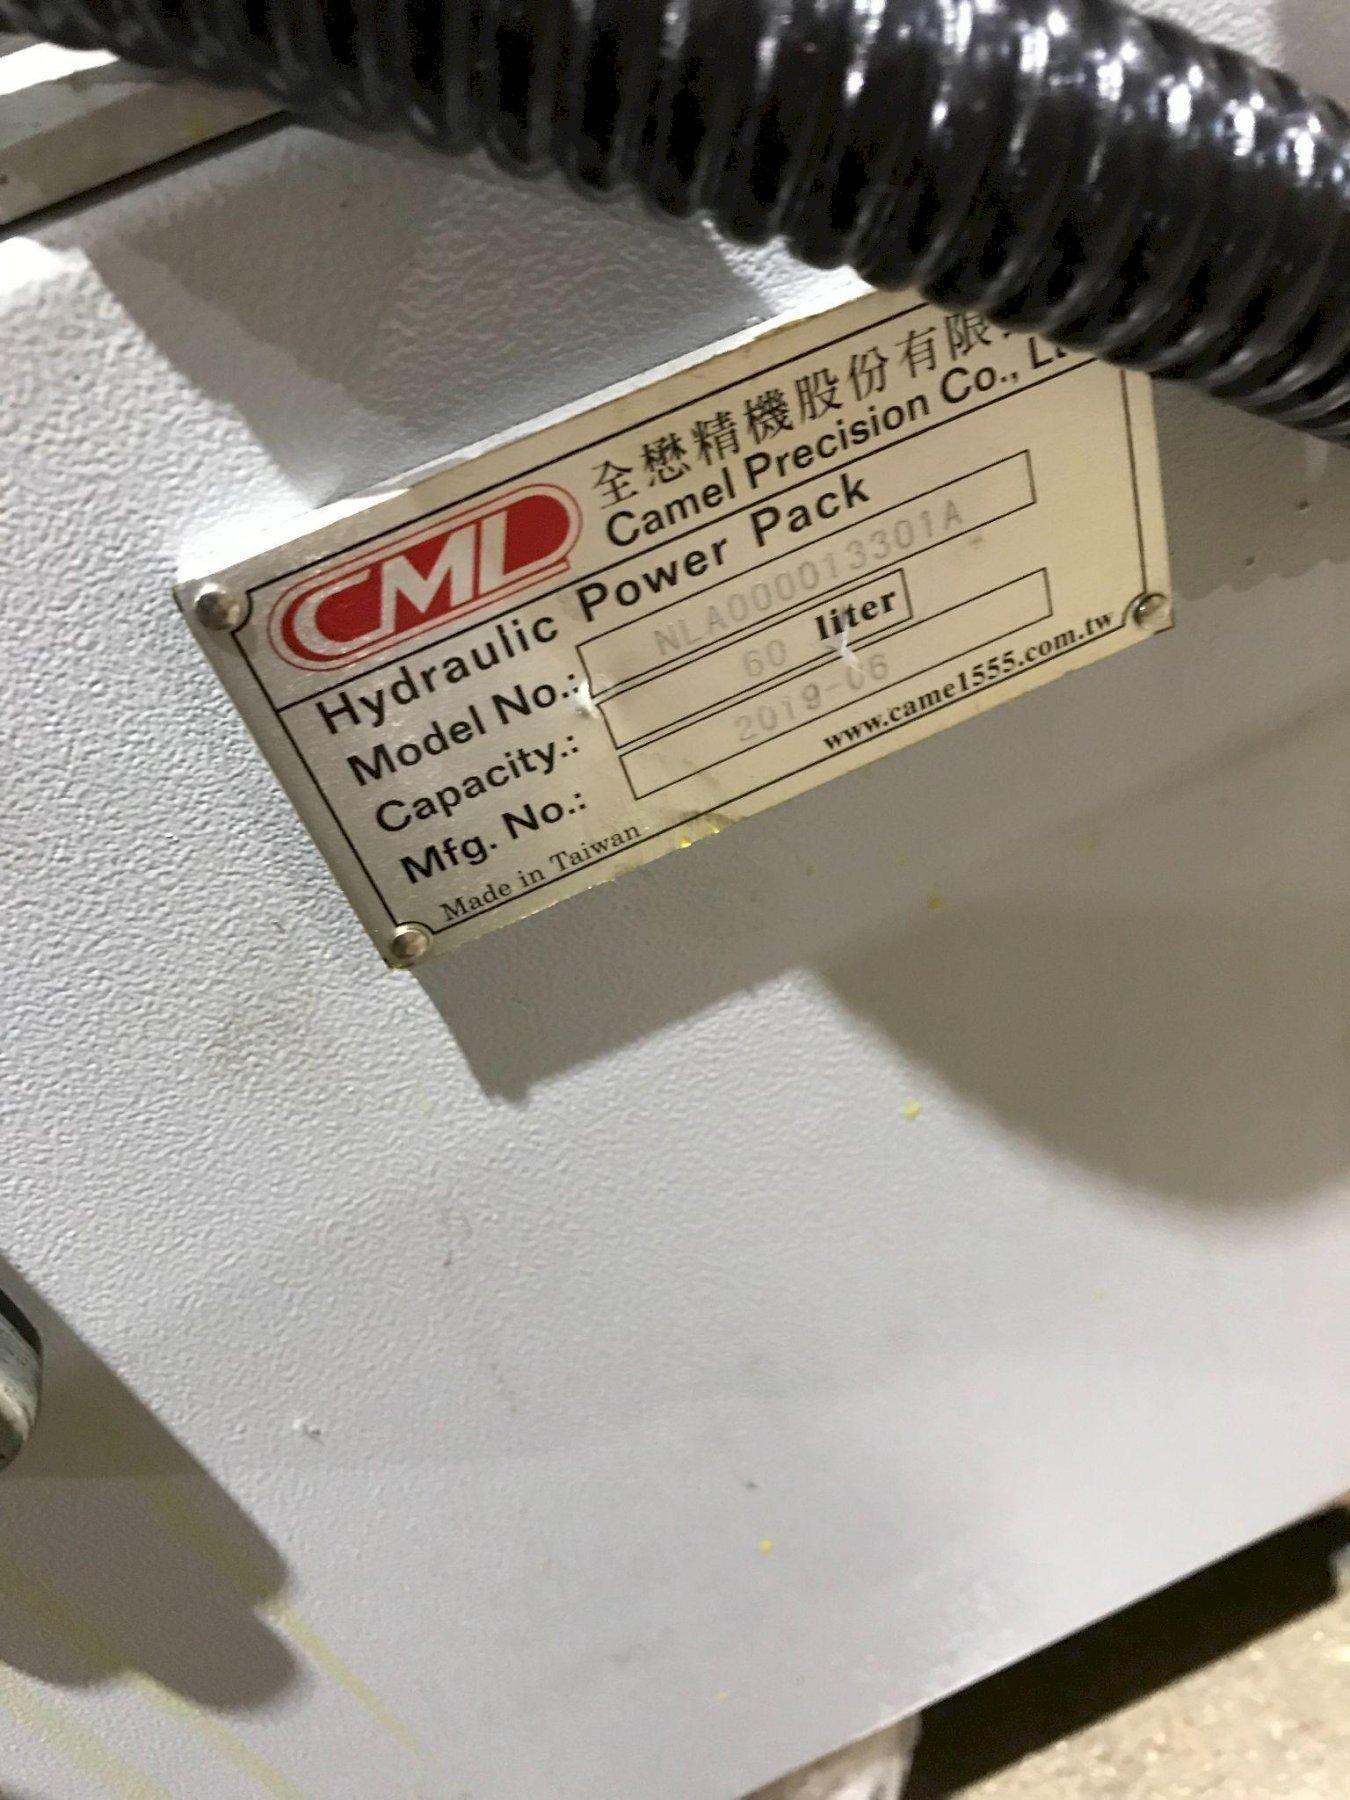 CML
全懋精機股份有限
Camel Precision Co.,
Hydraulic Power Pack
Model No.: NLA000013301A
Capacity.: 60 liter
Mfg. No.: 2019-06
Made in Taiwan
www.came1555.com.tw